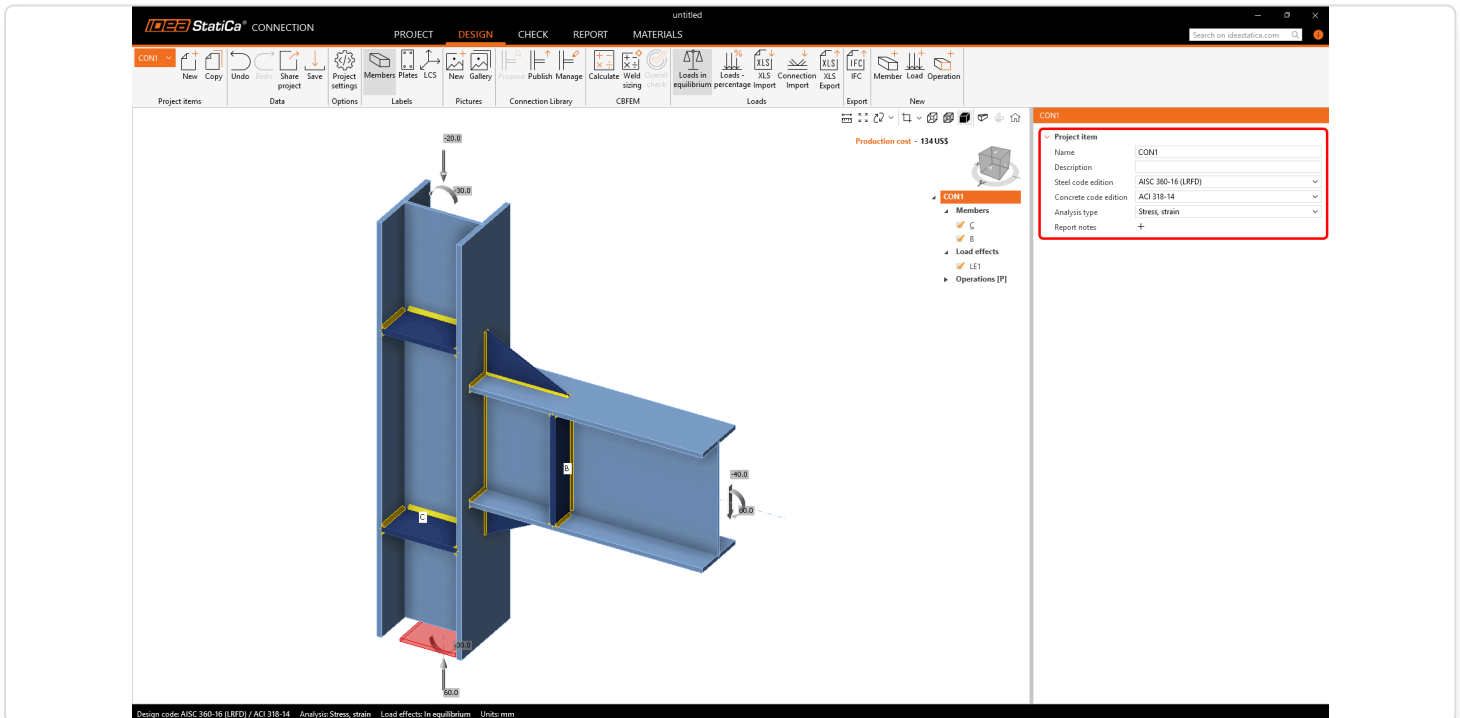 untitled
IDEA StatiCa® CONNECTION
PROJECT DESIGN CHECK REPORT MATERIALS
Search on ideastatica.com
CON1
New Copy Undo Redo Share project Save Project settings Members Plates LCS New Gallery Propose Publish Manage Calculate Weld sizing Overall check Loads in equilibrium Loads - percentage XLS Import Connection Import XLS Export IFC Member Load Operation
Project items Data Options Labels Pictures Connection Library CBFEM Loads Export New
CON1
Project item
Name CON1
Description
Steel code edition AISC 360-16 (LRFD)
Concrete code edition ACI 318-14
Analysis type Stress, strain
Report notes +
Production cost - 134 US$
CON1
Members
C
B
Load effects
LE1
Operations [P]
-20.0
-30.0
B
-40.0
60.0
C
-30.0
60.0
Design code: AISC 360-16 (LRFD) / ACI 318-14 Analysis: Stress, strain Load effects: In equilibrium Units: mm